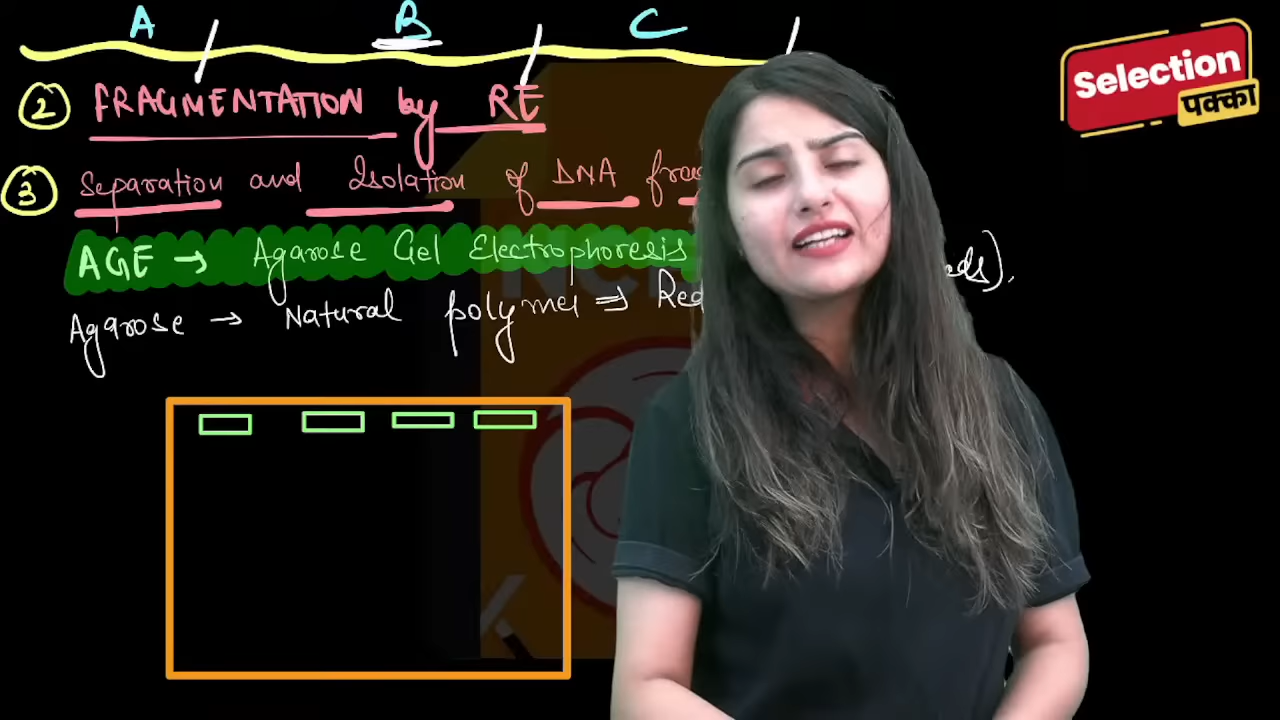 A B C
Selection
पक्का
2 FRAGMENTATION by RE
3 Separation and Isolation of DNA
AGE → Agarose Gel Electrophoresis
Agarose → Natural polymer ⇒